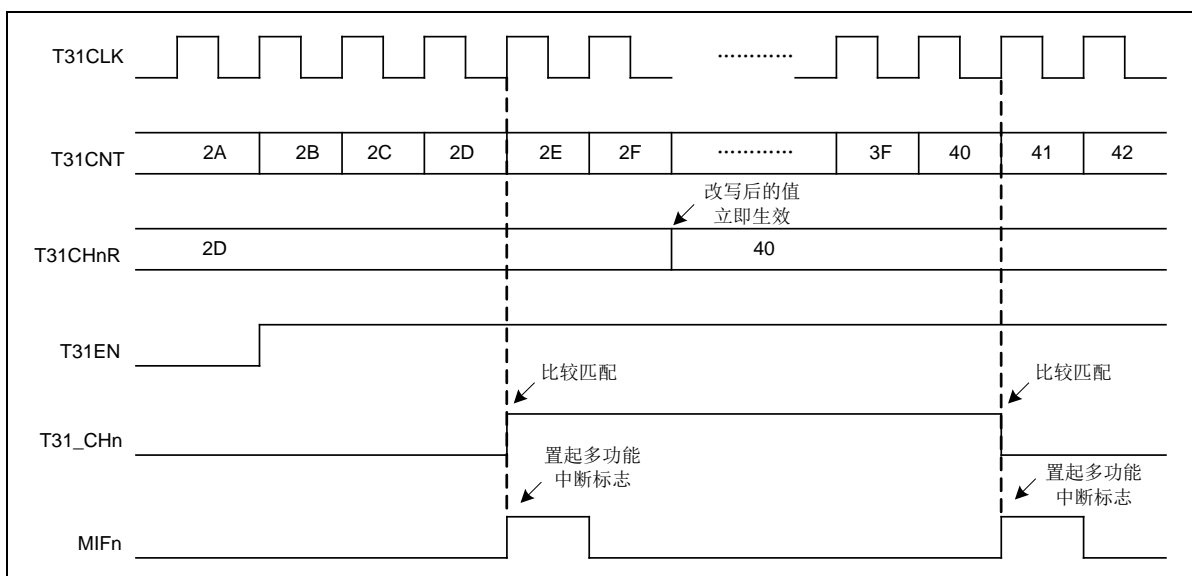 T31CLK
............
T31CNT
2A 2B 2C 2D 2E 2F ............ 3F 40 41 42
改写后的值
立即生效
T31CHnR
2D 40
T31EN
比较匹配 比较匹配
T31_CHn
置起多功能
中断标志
置起多功能
中断标志
MIFn